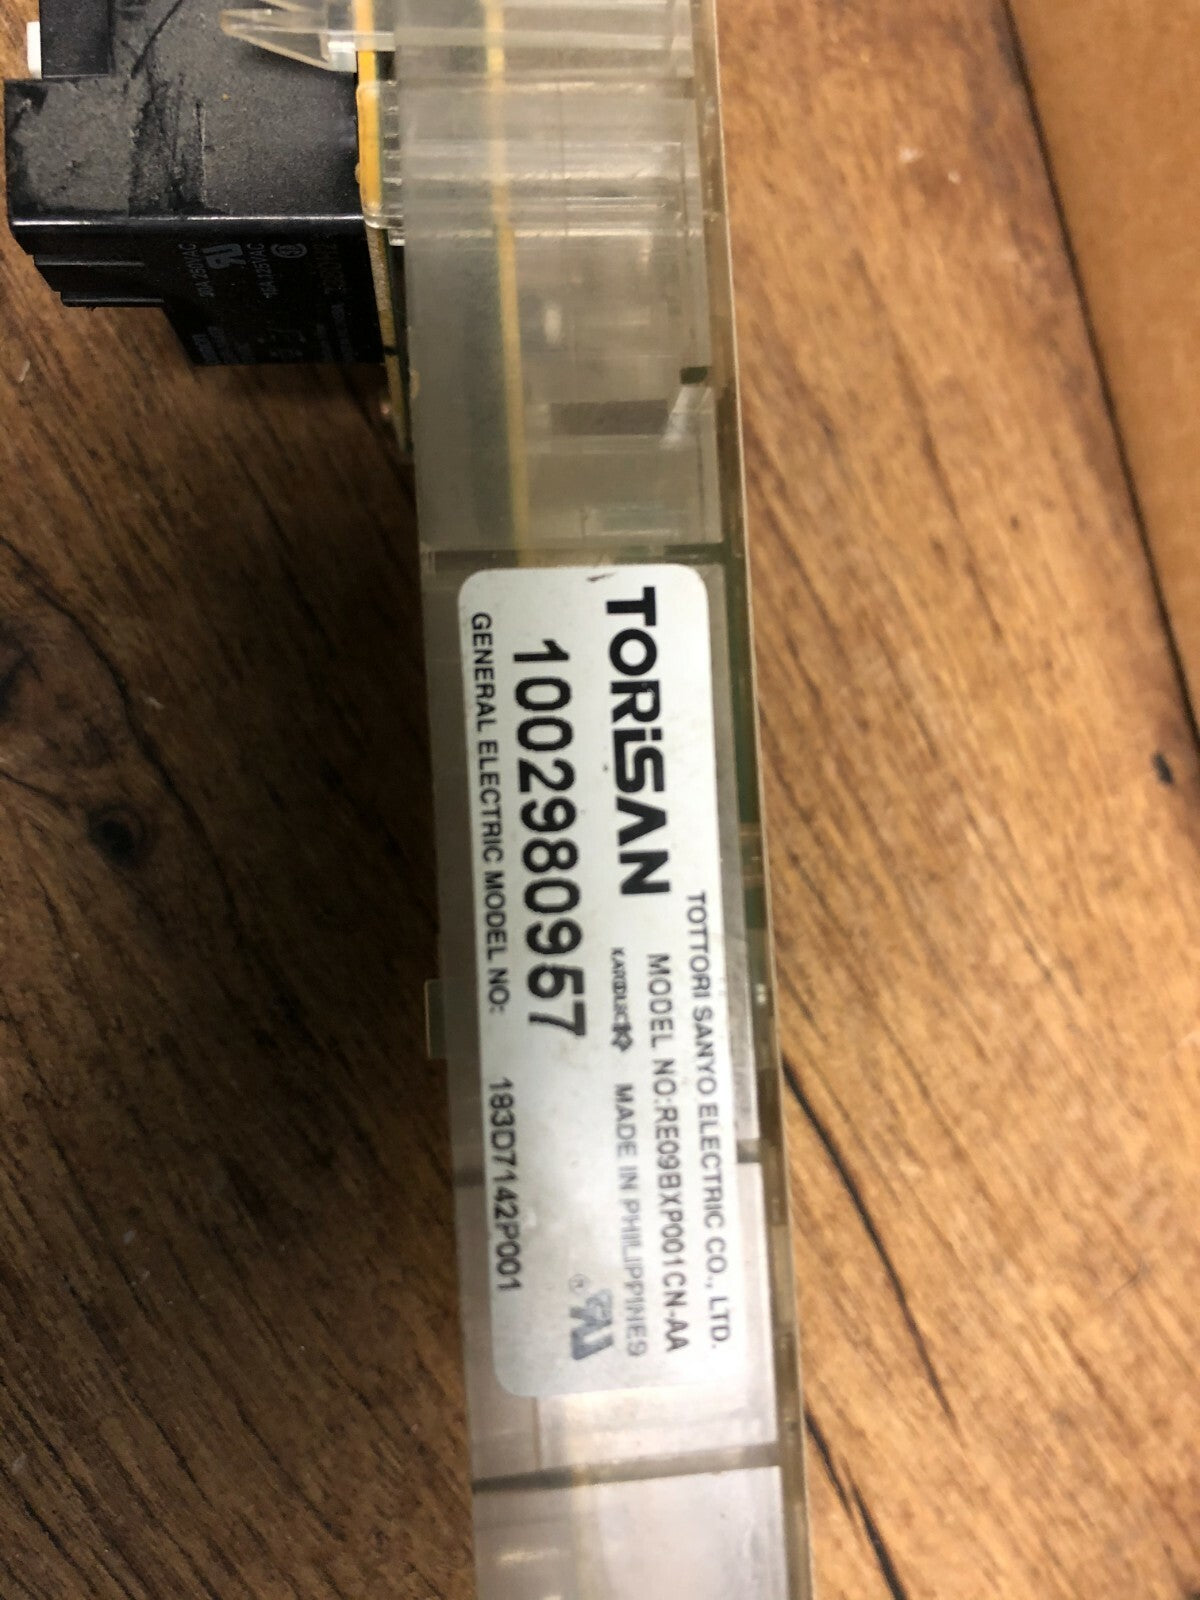 TORiSAN
TOTTORI SANYO ELECTRIC CO., LTD.
MODEL NO:RE09BXP001CN-AA
MADE IN PHILIPPINES
1002980957
GENERAL ELECTRIC MODEL NO: 183D7142P001